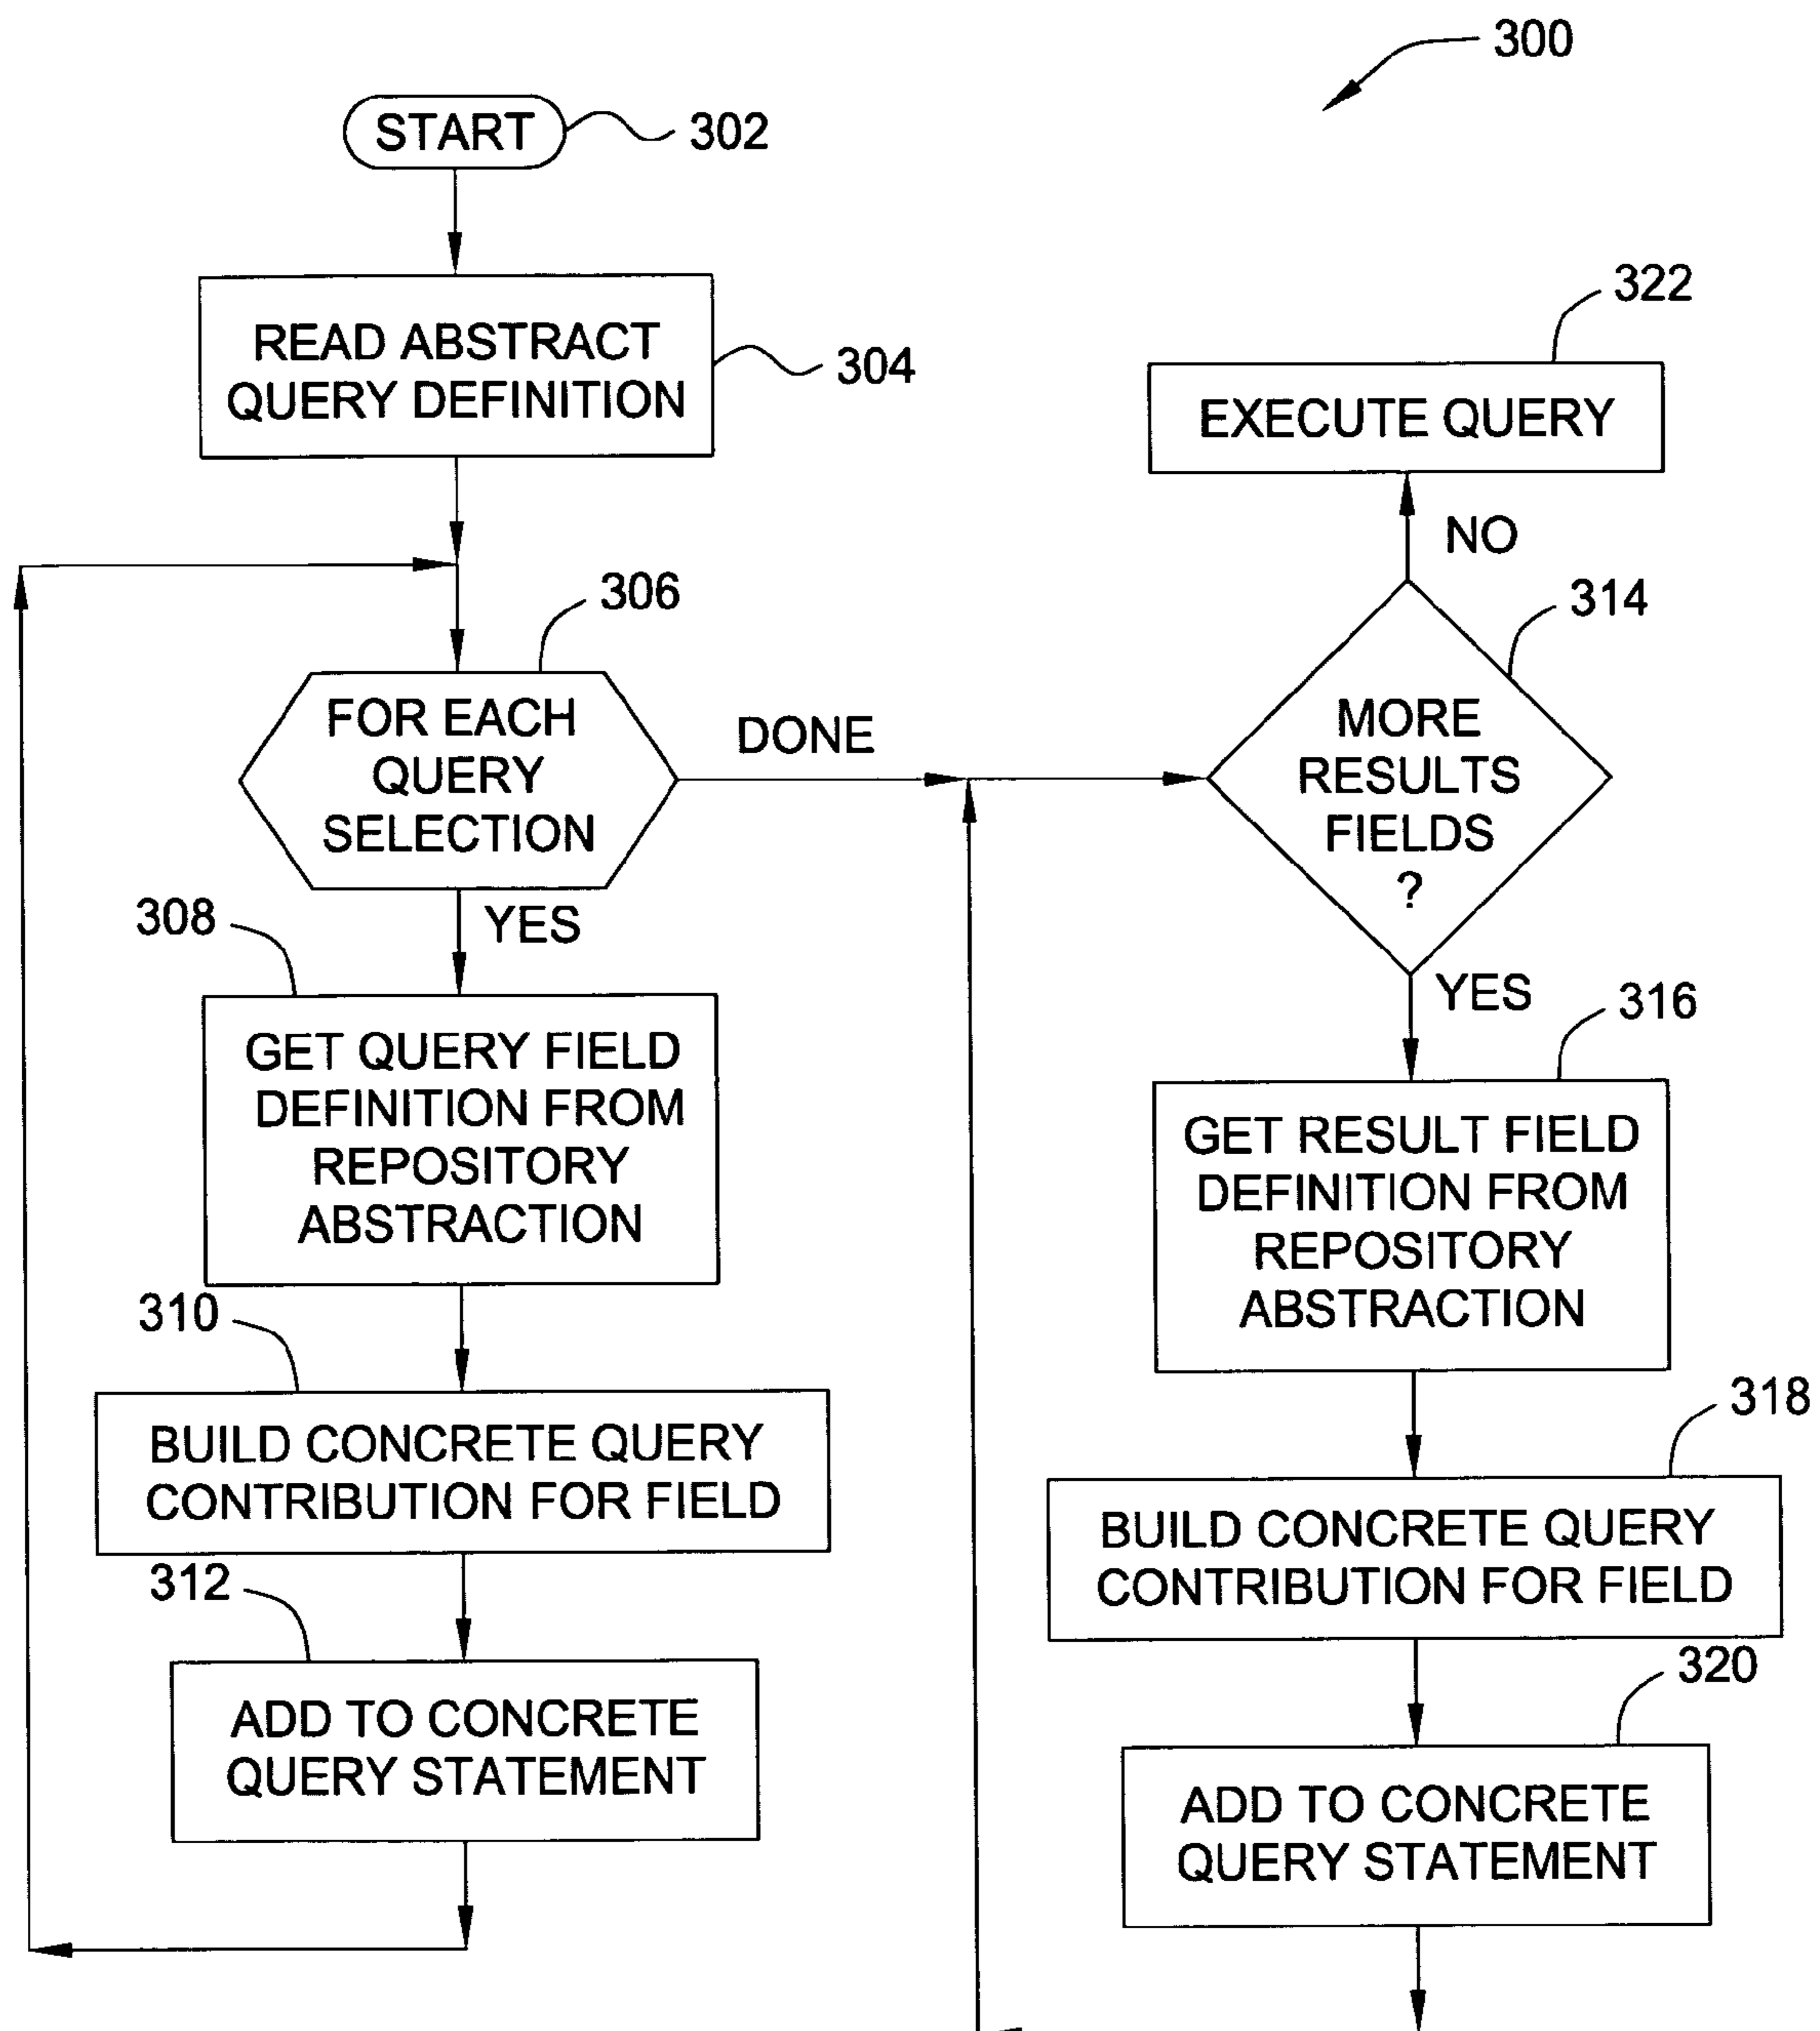 300
START
302
READ ABSTRACT
QUERY DEFINITION
304
306
FOR EACH
QUERY
SELECTION
DONE
YES
308
GET QUERY FIELD
DEFINITION FROM
REPOSITORY
ABSTRACTION
310
BUILD CONCRETE QUERY
CONTRIBUTION FOR FIELD
312
ADD TO CONCRETE
QUERY STATEMENT
322
EXECUTE QUERY
NO
314
MORE
RESULTS
FIELDS
?
YES
316
GET RESULT FIELD
DEFINITION FROM
REPOSITORY
ABSTRACTION
318
BUILD CONCRETE QUERY
CONTRIBUTION FOR FIELD
320
ADD TO CONCRETE
QUERY STATEMENT